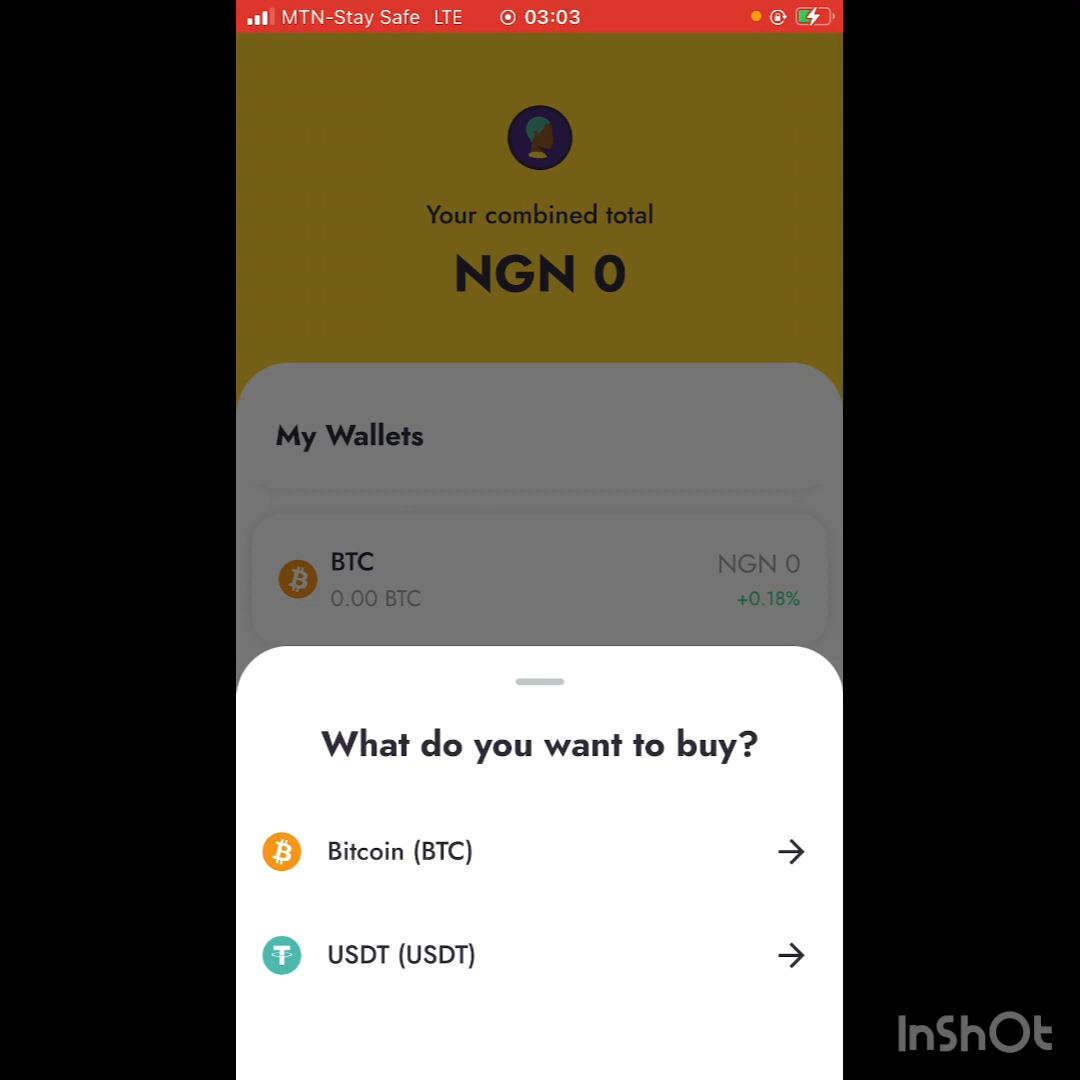 MTN-Stay Safe LTE 03:03
Your combined total
NGN 0
My Wallets
BTC NGN 0
0.00 BTC +0.18%
What do you want to buy?
Bitcoin (BTC)
USDT (USDT)
InShOt